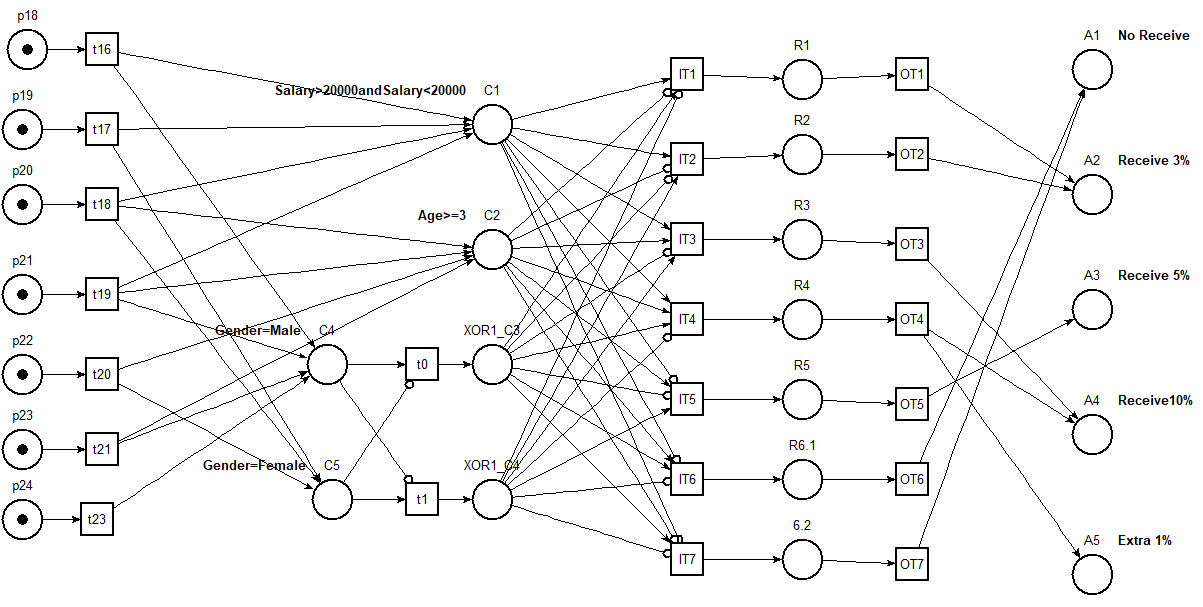 p18
t16
p19
t17
p20
t18
p21
t19
p22
t20
p23
t21
p24
t23
Salary>20000andSalary<20000
C1
Age>=3
C2
Gender=Male
C4
t0
XOR1_C3
Gender=Female
C5
t1
XOR1_C4
IT1
IT2
IT3
IT4
IT5
IT6
IT7
R1
R2
R3
R4
R5
R6.1
6.2
OT1
OT2
OT3
OT4
OT5
OT6
OT7
A1 No Receive
A2 Receive 3%
A3 Receive 5%
A4 Receive10%
A5 Extra 1%